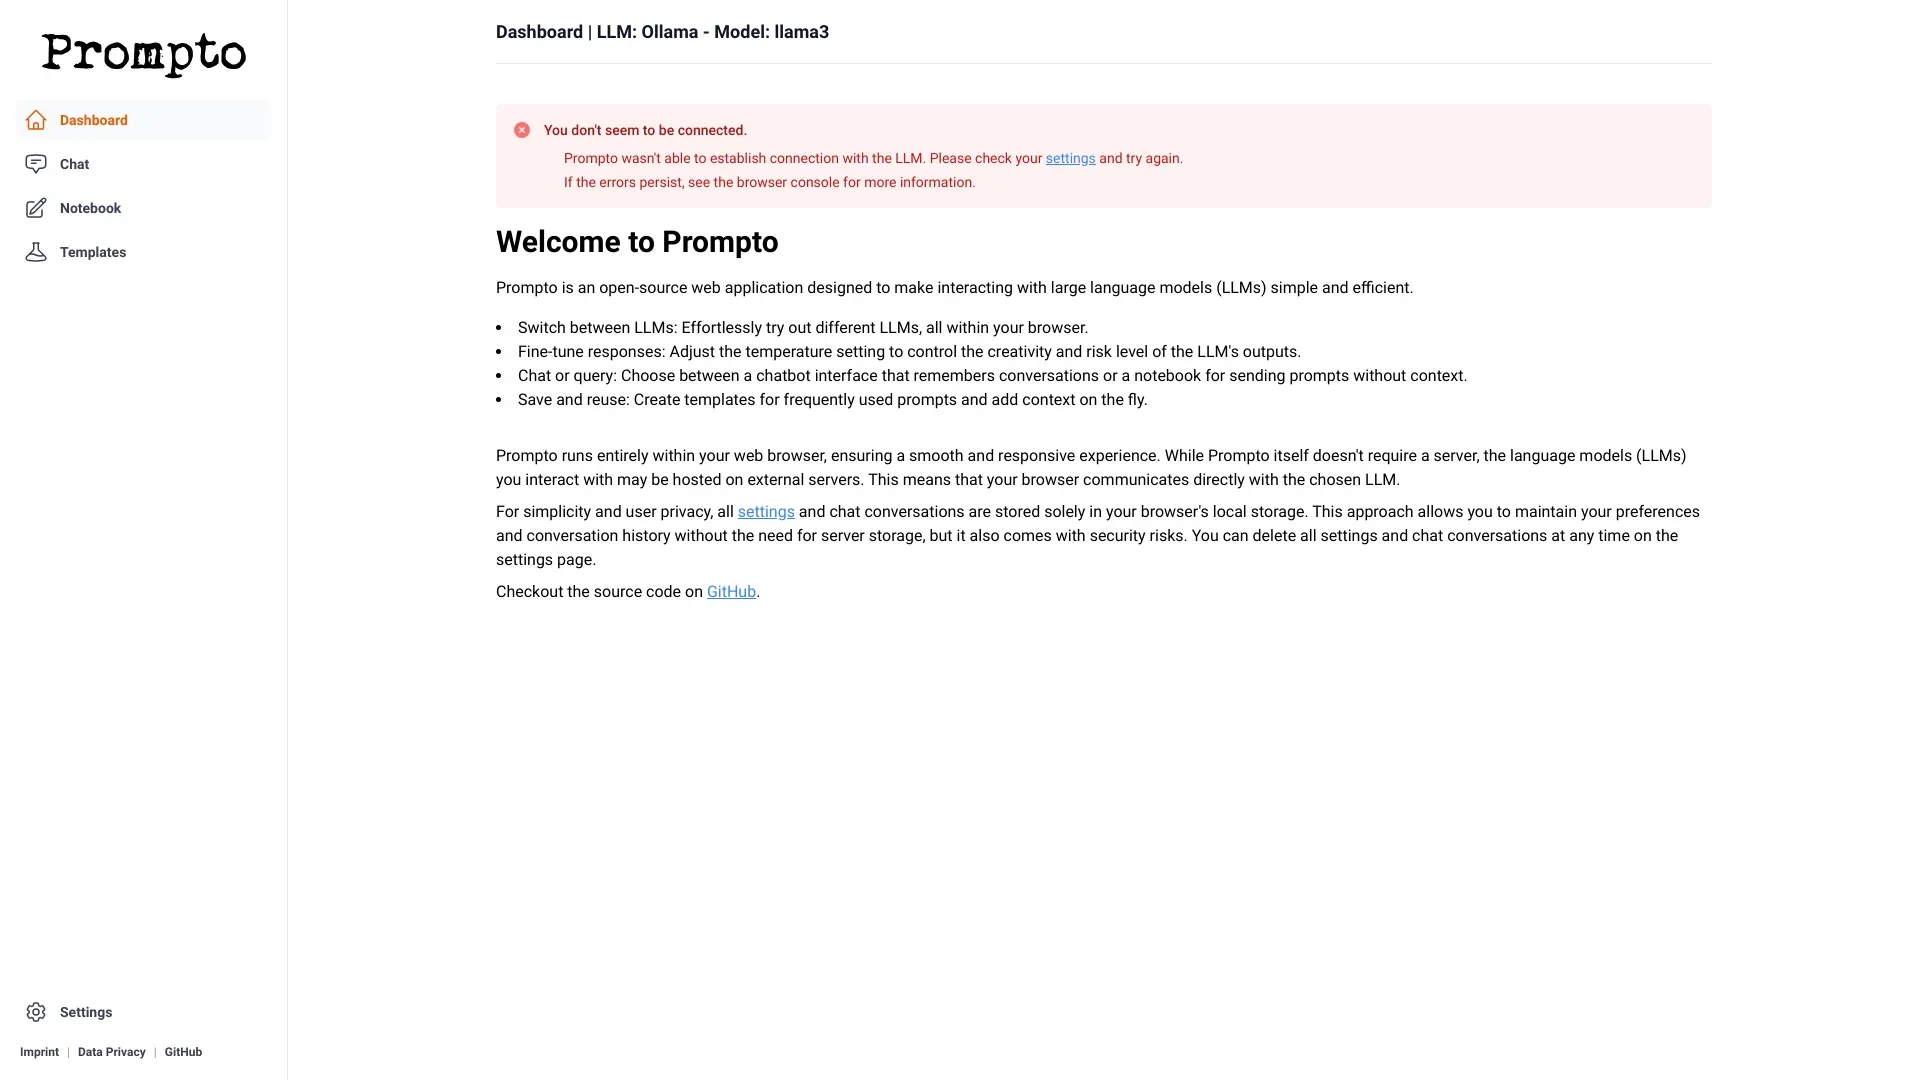 Prompto
Dashboard
Chat
Notebook
Templates
Settings
Imprint | Data Privacy | GitHub
Dashboard | LLM: Ollama - Model: llama3
You don't seem to be connected.
Prompto wasn't able to establish connection with the LLM. Please check your settings and try again.
If the errors persist, see the browser console for more information.
Welcome to Prompto
Prompto is an open-source web application designed to make interacting with large language models (LLMs) simple and efficient.
• Switch between LLMs: Effortlessly try out different LLMs, all within your browser.
• Fine-tune responses: Adjust the temperature setting to control the creativity and risk level of the LLM's outputs.
• Chat or query: Choose between a chatbot interface that remembers conversations or a notebook for sending prompts without context.
• Save and reuse: Create templates for frequently used prompts and add context on the fly.
Prompto runs entirely within your web browser, ensuring a smooth and responsive experience. While Prompto itself doesn't require a server, the language models (LLMs)
you interact with may be hosted on external servers. This means that your browser communicates directly with the chosen LLM.
For simplicity and user privacy, all settings and chat conversations are stored solely in your browser's local storage. This approach allows you to maintain your preferences
and conversation history without the need for server storage, but it also comes with security risks. You can delete all settings and chat conversations at any time on the
settings page.
Checkout the source code on GitHub.